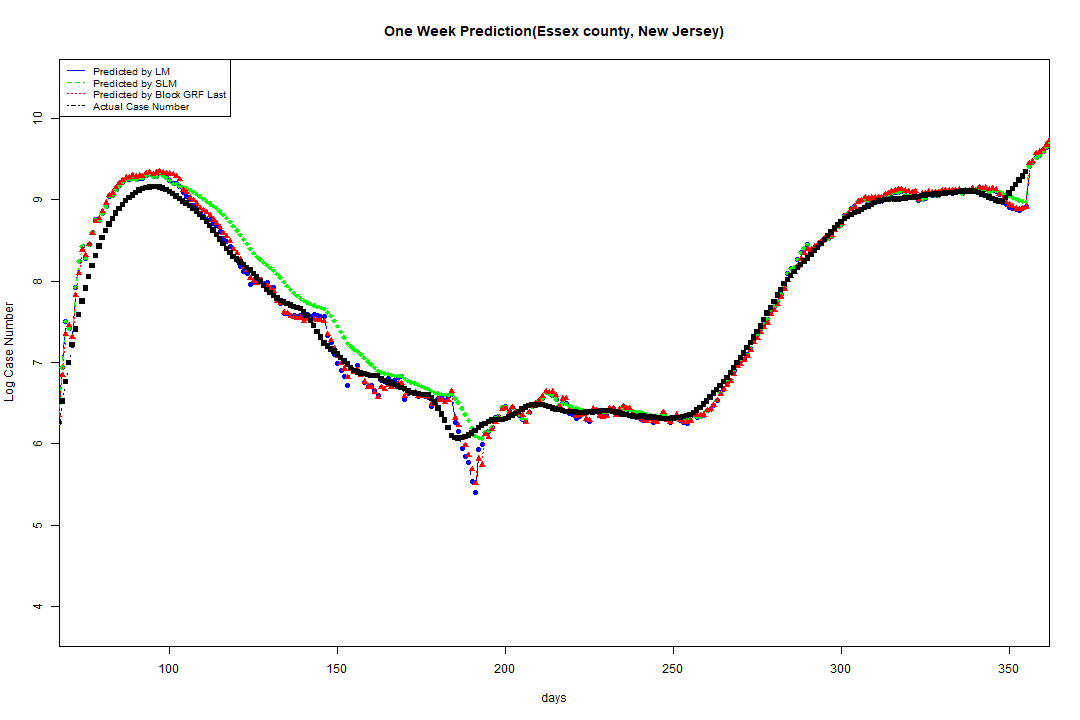 One Week Prediction(Essex county, New Jersey)
Predicted by LM
Predicted by SLM
Predicted by Block GRF Last
Actual Case Number
Log Case Number
10
9
8
7
6
5
4
100 150 200 250 300 350
days